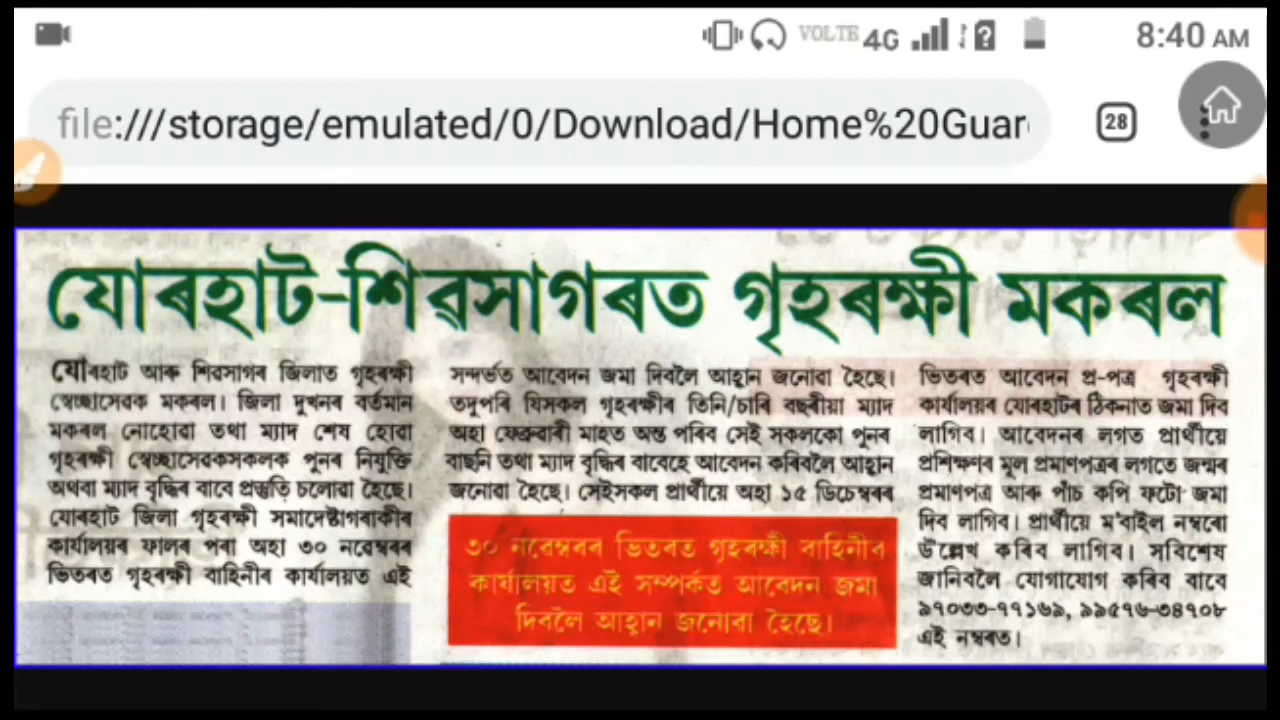 VOLTE 4G 8:40 AM
file:///storage/emulated/0/Download/Home%20Guar
28
যোৰহাট-শিৱসাগৰত গৃহৰক্ষী মকৰল
যোৰহাট আৰু শিৱসাগৰ জিলাত গৃহৰক্ষী
স্বেচ্ছাসেৱক মকৰল। জিলা দুখনৰ বৰ্তমান
মকৰল নোহোৱা তথা ম্যাদ শেষ হোৱা
গৃহৰক্ষী স্বেচ্ছাসেৱকসকলক পুনৰ নিযুক্তি
অথবা ম্যাদ বৃদ্ধিৰ বাবে প্ৰস্তুতি চলোৱা হৈছে।
যোৰহাট জিলা গৃহৰক্ষী সমাদেষ্টাগৰাকীৰ
কাৰ্যালয়ৰ ফালৰ পৰা অহা ৩০ নৱেম্বৰৰ
ভিতৰত গৃহৰক্ষী বাহিনীৰ কাৰ্যালয়ত এই
সন্দৰ্ভত আবেদন জমা দিবলৈ আহ্বান জনোৱা হৈছে।
তদুপৰি যিসকল গৃহৰক্ষীৰ তিনি/চাৰি বছৰীয়া ম্যাদ
অহা ফেব্ৰুৱাৰী মাহত অন্ত পৰিব সেই সকলকো পুনৰ
বাছনি তথা ম্যাদ বৃদ্ধিৰ বাবেহে আবেদন কৰিবলৈ আহ্বান
জনোৱা হৈছে। সেইসকল প্ৰাৰ্থীয়ে অহা ১৫ ডিচেম্বৰৰ
৩০ নৱেম্বৰৰ ভিতৰত গৃহৰক্ষী বাহিনীৰ
কাৰ্যালয়ত এই সম্পৰ্কত আবেদন জমা
দিবলৈ আহ্বান জনোৱা হৈছে।
ভিতৰত আবেদন প্ৰ-পত্ৰ গৃহৰক্ষী
কাৰ্যালয়ৰ যোৰহাটৰ ঠিকনাত জমা দিব
লাগিব। আবেদনৰ লগত প্ৰাৰ্থীয়ে
প্ৰশিক্ষণৰ মূল প্ৰমাণপত্ৰৰ লগতে জন্মৰ
প্ৰমাণপত্ৰ আৰু পাঁচ কপি ফটো জমা
দিব লাগিব। প্ৰাৰ্থীয়ে ম'বাইল নম্বৰো
উল্লেখ কৰিব লাগিব। সবিশেষ
জানিবলৈ যোগাযোগ কৰিব বাবে
৯৭০৩৩-৭৭১৬৯, ৯৯৫৭৬-৩৪৭০৮
এই নম্বৰত।